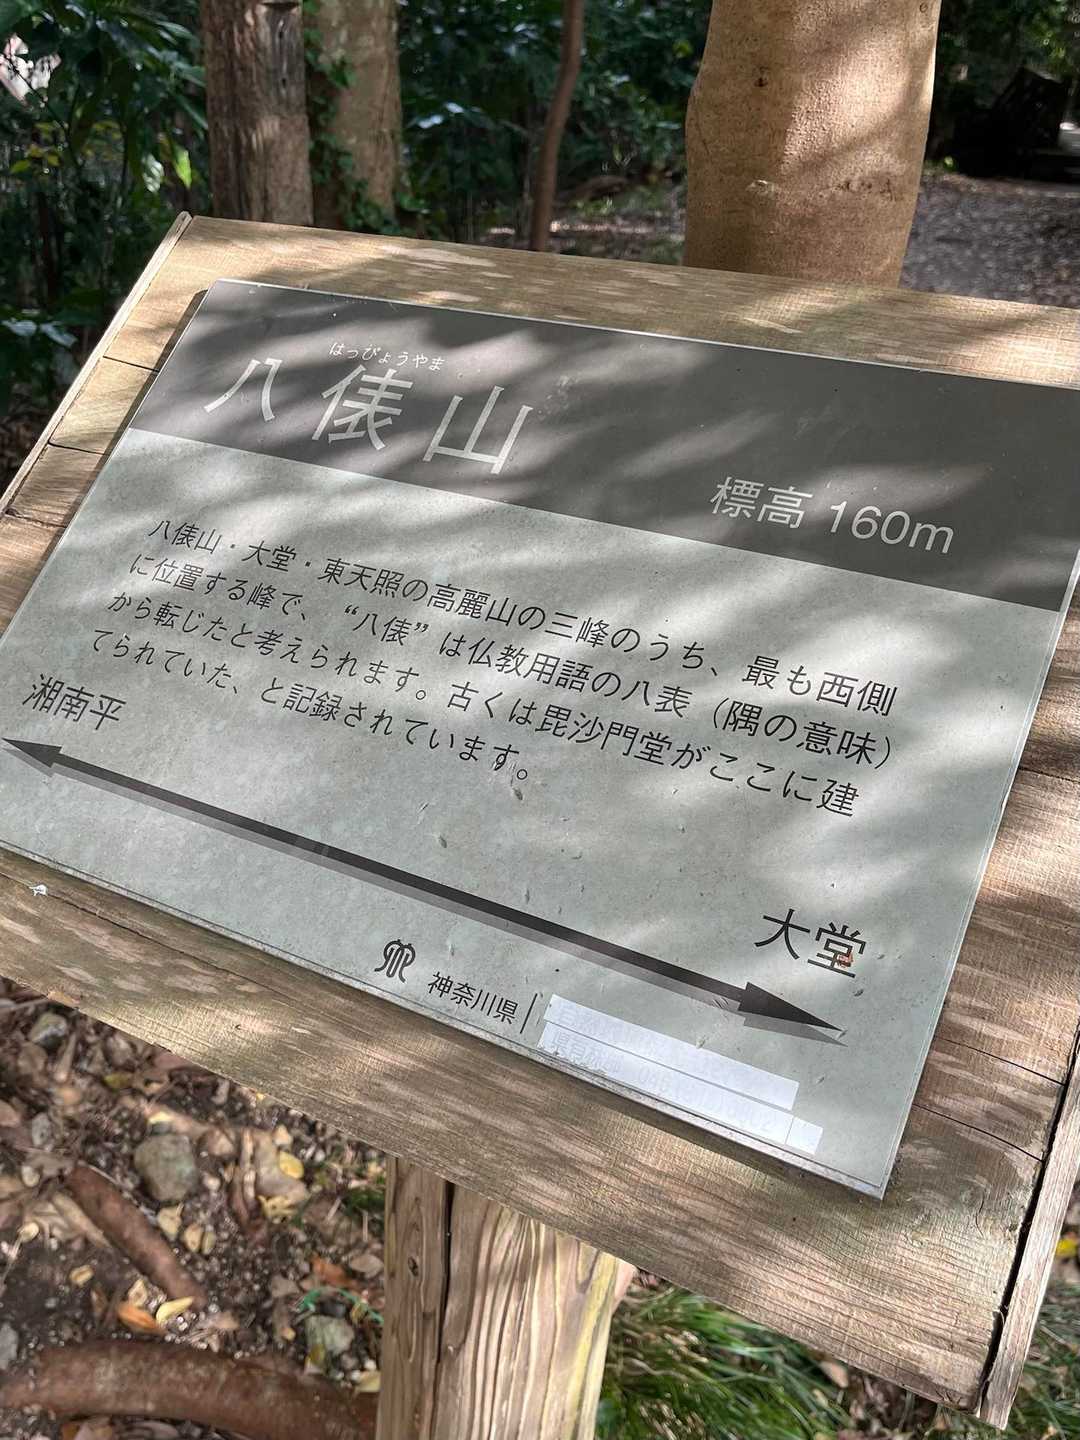 はっぴょうやま
八俵山
標高 160m
八俵山・大堂・東天照の高麗山の三峰のうち、最も西側
に位置する峰で、“八俵”は仏教用語の八表（隅の意味）
から転じたと考えられます。古くは毘沙門堂がここに建
てられていた、と記録されています。
湘南平
大堂
神奈川県